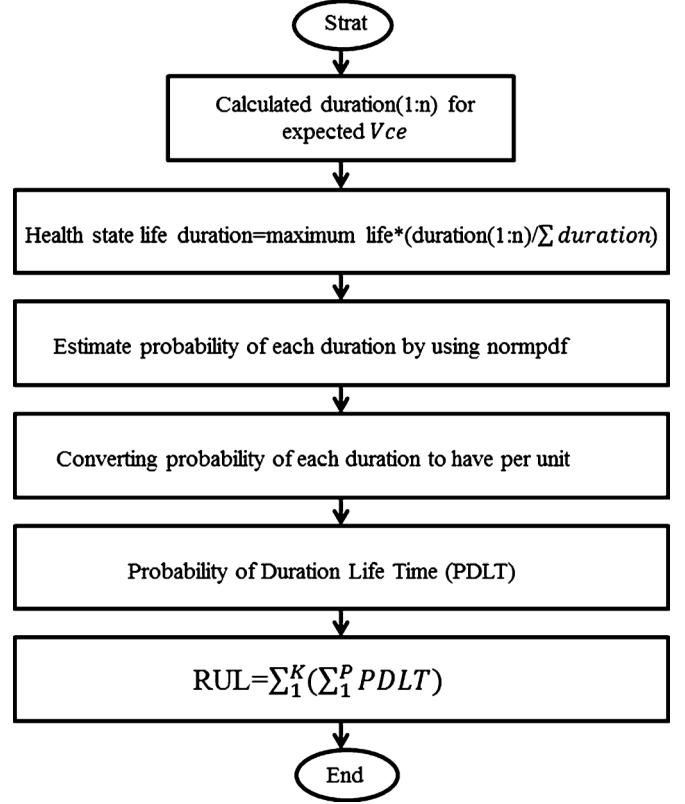 Strat
Calculated duration(1:n) for
expected Vce
Health state life duration=maximum life*(duration(1:n)/∑ duration)
Estimate probability of each duration by using normpdf
Converting probability of each duration to have per unit
Probability of Duration Life Time (PDLT)
RUL=∑₁ᴷ(∑₁ᴾ PDLT)
End